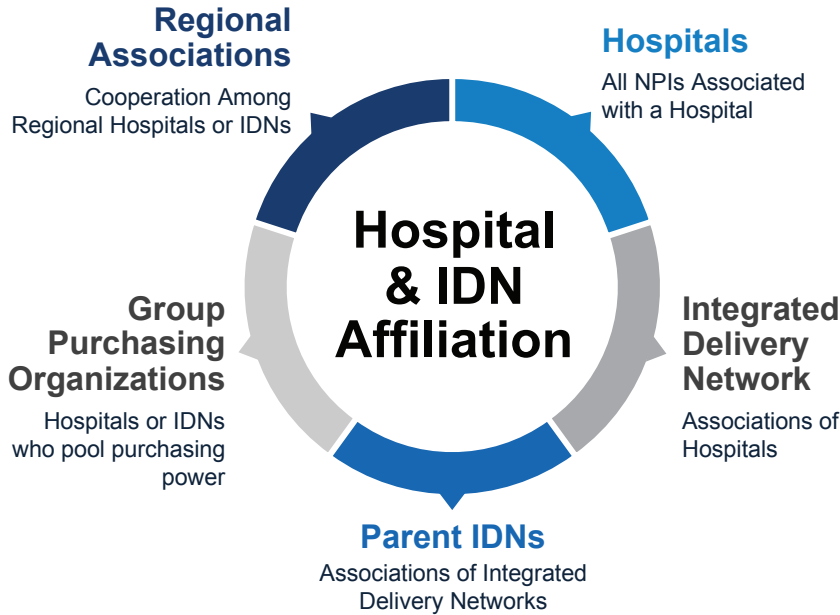 Regional
Associations
Cooperation Among
Regional Hospitals or IDNs
Hospitals
All NPIs Associated
with a Hospital
Hospital
& IDN
Affiliation
Group
Purchasing
Organizations
Hospitals or IDNs
who pool purchasing
power
Integrated
Delivery
Network
Associations of
Hospitals
Parent IDNs
Associations of Integrated
Delivery Networks